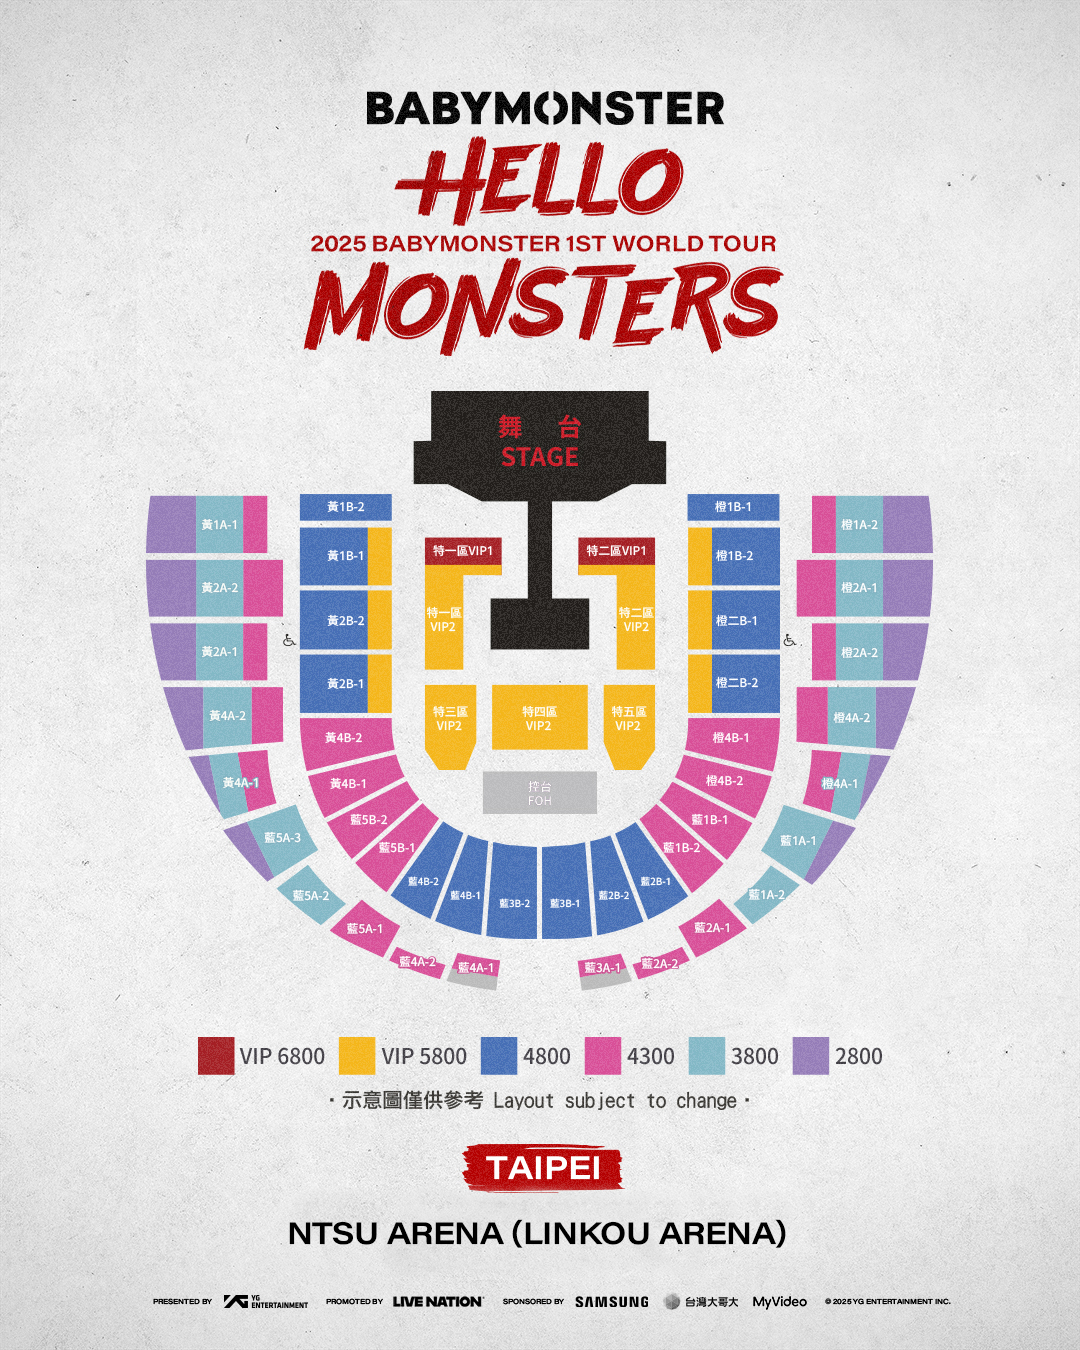 BABYMONSTER
HELLO
2025 BABYMONSTER 1ST WORLD TOUR
MONSTERS
舞 台
STAGE
黃1A-1
黃1B-2
橙1B-1
橙1A-2
黃1B-1
特一區VIP1
特二區VIP1
橙1B-2
黃2A-2
橙2A-1
黃2B-2
特一區
VIP2
特二區
VIP2
橙二B-1
黃2A-1
橙2A-2
黃2B-1
橙二B-2
黃4A-2
特三區
VIP2
特四區
VIP2
特五區
VIP2
橙4A-2
黃4B-2
橙4B-1
黃4A-1
黃4B-1
控台
FOH
橙4B-2
橙4A-1
藍5B-2
藍1B-1
藍5A-3
藍5B-1
藍1B-2
藍1A-1
藍4B-2
藍4B-1
藍3B-2
藍3B-1
藍2B-2
藍2B-1
藍5A-2
藍1A-2
藍5A-1
藍2A-1
藍4A-2
藍4A-1
藍3A-1
藍2A-2
VIP 6800
VIP 5800
4800
4300
3800
2800
·示意圖僅供參考 Layout subject to change·
TAIPEI
NTSU ARENA (LINKOU ARENA)
PRESENTED BY YG ENTERTAINMENT PROMOTED BY LIVE NATION SPONSORED BY SAMSUNG 台灣大哥大 MyVideo © 2025 YG ENTERTAINMENT INC.